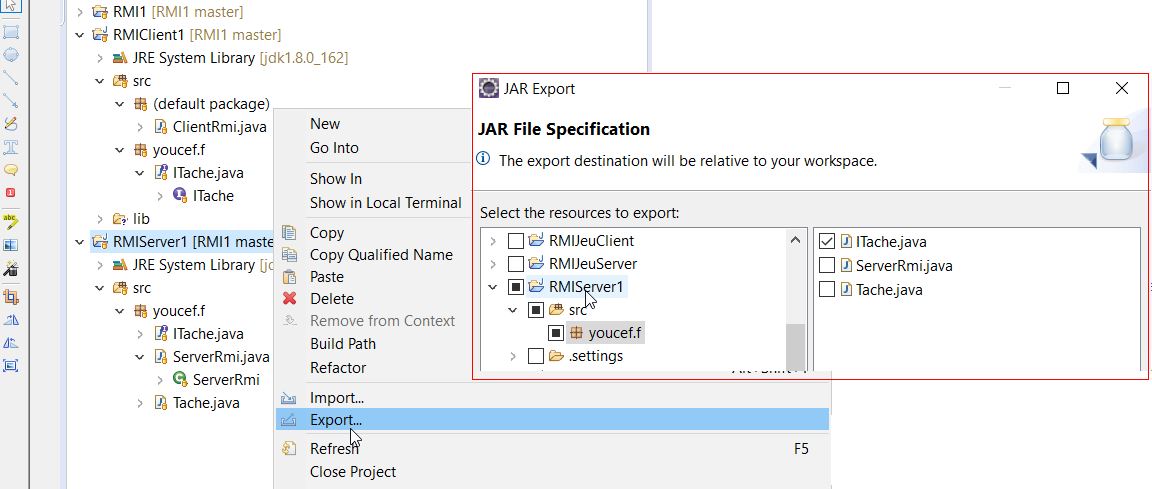 RMI1 [RMI1 master]
RMIClient1 [RMI1 master]
JRE System Library [jdk1.8.0_162]
src
(default package)
ClientRmi.java
youcef.f
ITache.java
ITache
lib
RMIServer1 [RMI1 maste
JRE System Library [jd
src
youcef.f
ITache.java
ServerRmi.java
ServerRmi
Tache.java
New
Go Into
Show In
Show in Local Terminal
Copy
Copy Qualified Name
Paste
Delete
Remove from Context
Build Path
Refactor
Import...
Export...
Refresh F5
Close Project
JAR Export
JAR File Specification
The export destination will be relative to your workspace.
Select the resources to export:
RMIJeuClient
RMIJeuServer
RMIServer1
src
youcef.f
.settings
ITache.java
ServerRmi.java
Tache.java